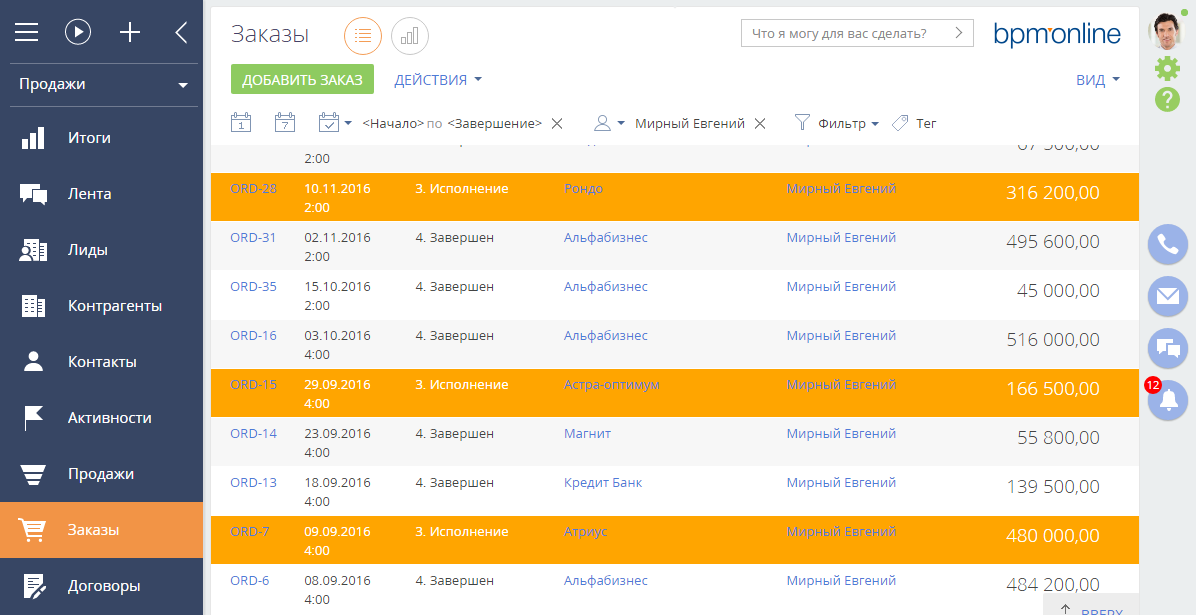 Заказы
Что я могу для вас сделать?
bpmonline
Продажи
ДОБАВИТЬ ЗАКАЗ
ДЕЙСТВИЯ
ВИД
1
7
<Начало> по <Завершение>
Мирный Евгений
Фильтр
Тег
Итоги
Лента
Лиды
Контрагенты
Контакты
Активности
Продажи
Заказы
Договоры
2:00
ORD-28 10.11.2016 3. Исполнение Рондо Мирный Евгений 316 200,00
2:00
ORD-31 02.11.2016 4. Завершен Альфабизнес Мирный Евгений 495 600,00
2:00
ORD-35 15.10.2016 4. Завершен Альфабизнес Мирный Евгений 45 000,00
2:00
ORD-16 03.10.2016 4. Завершен Альфабизнес Мирный Евгений 516 000,00
4:00
ORD-15 29.09.2016 3. Исполнение Астра-оптимум Мирный Евгений 166 500,00
4:00
ORD-14 23.09.2016 4. Завершен Магнит Мирный Евгений 55 800,00
4:00
ORD-13 18.09.2016 4. Завершен Кредит Банк Мирный Евгений 139 500,00
4:00
ORD-7 09.09.2016 3. Исполнение Атриус Мирный Евгений 480 000,00
4:00
ORD-6 08.09.2016 4. Завершен Альфабизнес Мирный Евгений 484 200,00
4:00
ВВЕРХ
?
12